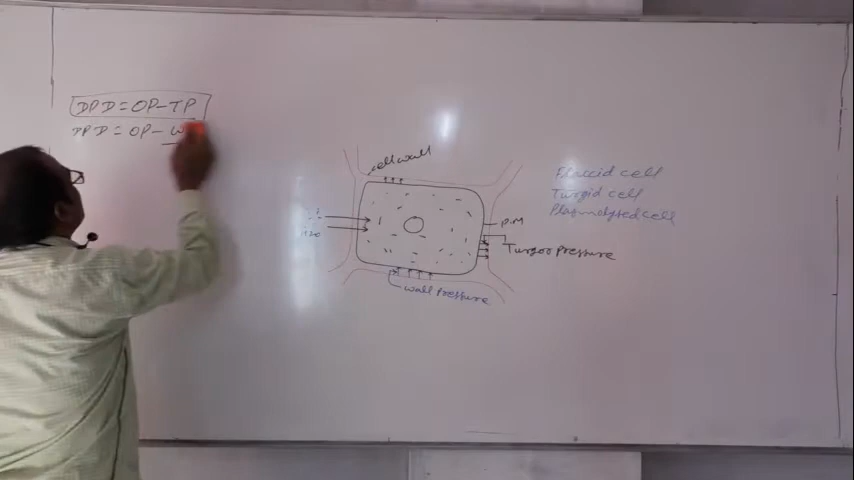 DPD = OP-TP
DPD = OP- W
cell wall
Flaccid cell
Turgid cell
Plasmolysed cell
P.M
Turgor pressure
wall pressure